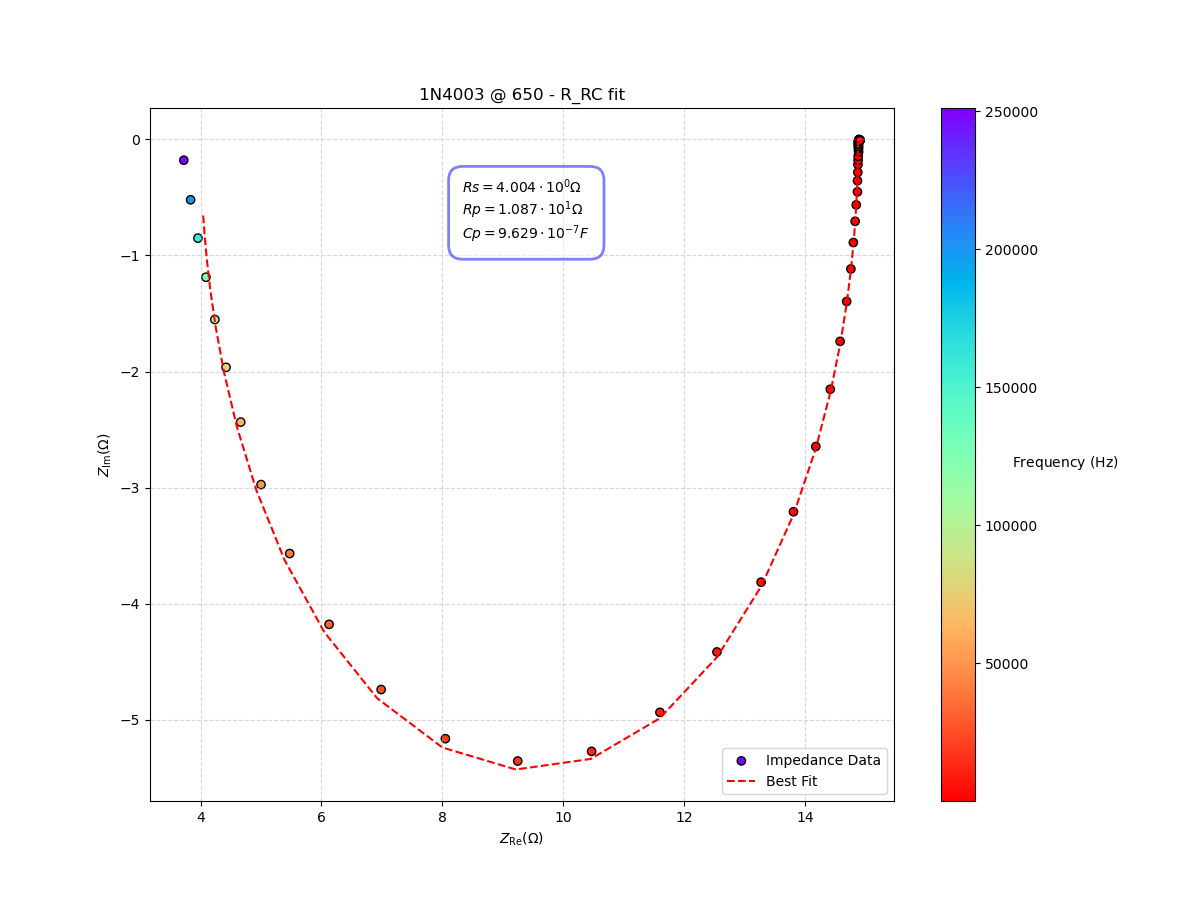 1N4003 @ 650 - R_RC fit
Rs = 4.004 · 10⁰Ω
Rp = 1.087 · 10¹Ω
Cp = 9.629 · 10⁻⁷F
0
−1
−2
−3
−4
−5
Z_Im(Ω)
4
6
8
10
12
14
Z_Re(Ω)
Impedance Data
Best Fit
250000
200000
150000
100000
50000
Frequency (Hz)